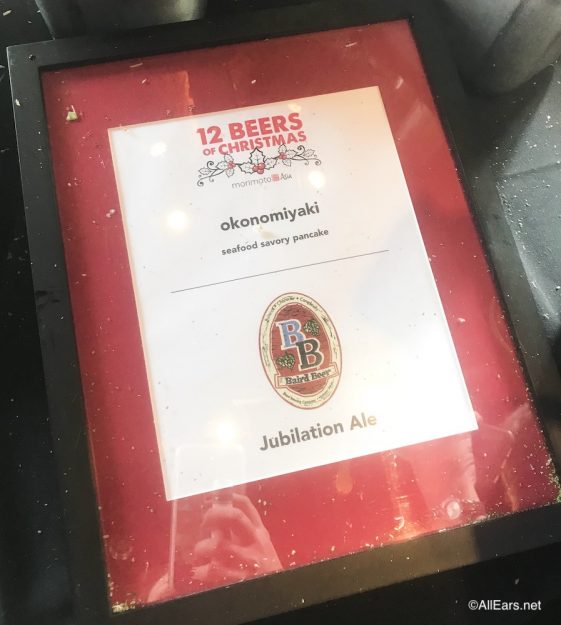 12 BEERS
OF CHRISTMAS
morimoto ASIA
okonomiyaki
seafood savory pancake
BB
Baird Beer
Jubilation Ale
©AllEars.net